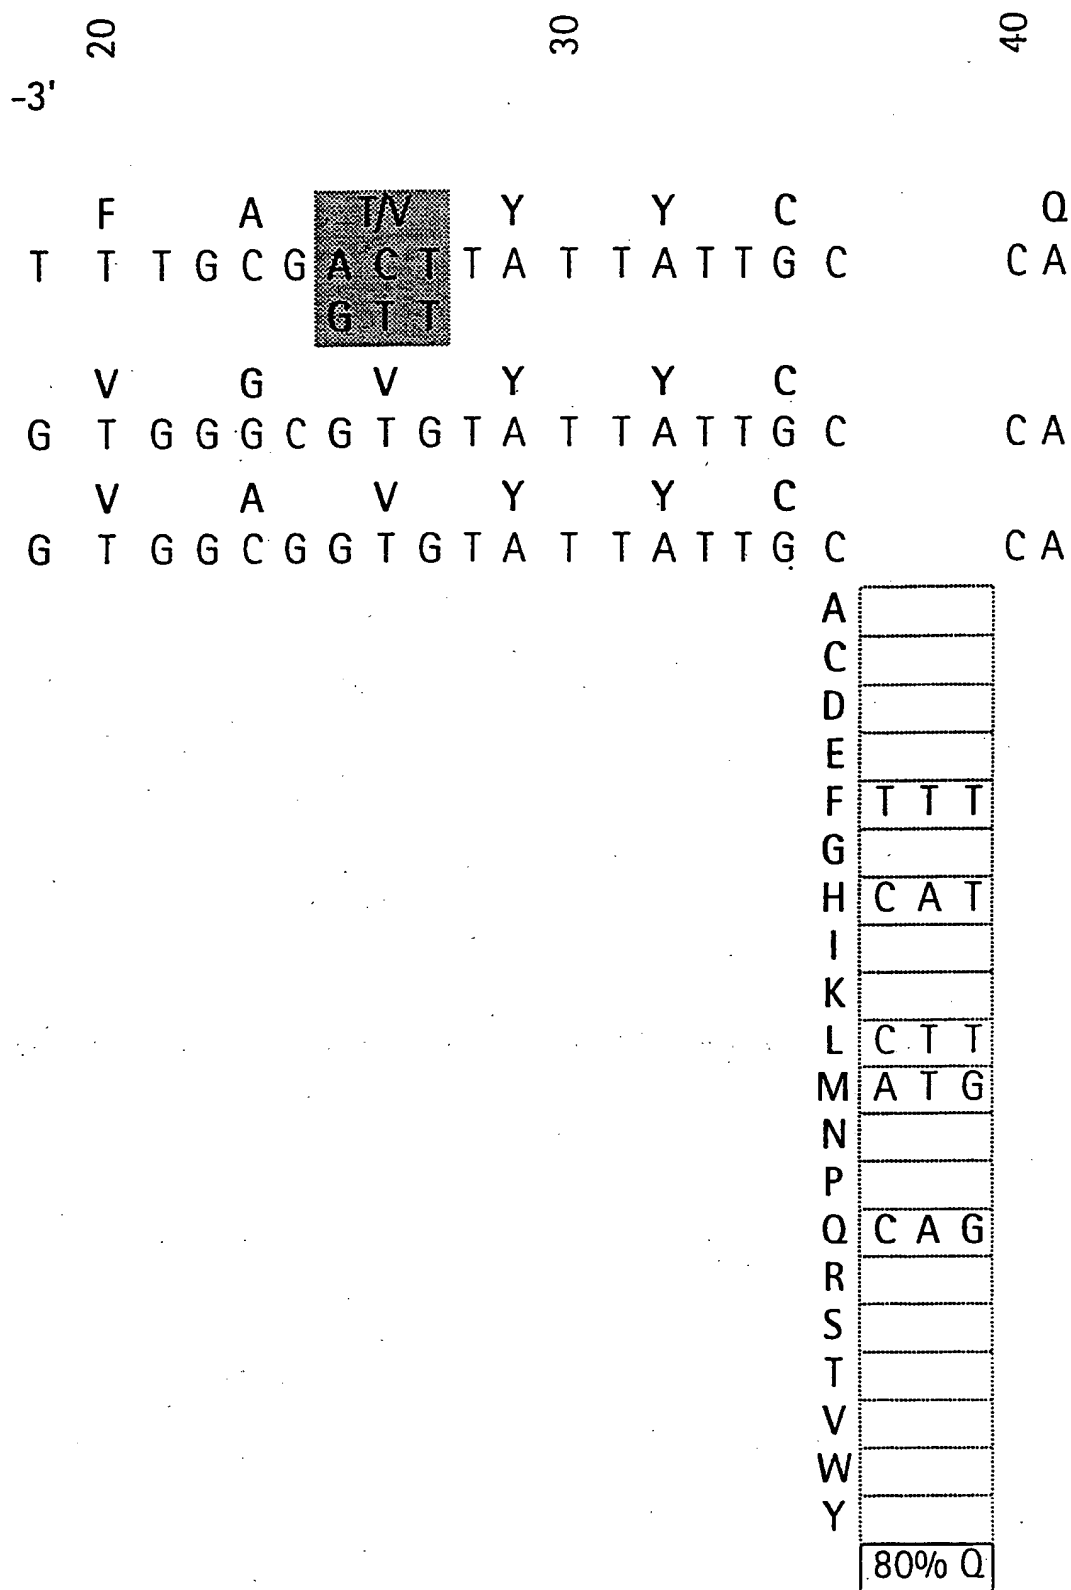 20 30 40
-3'
F A T/V Y Y C Q
T T T G C G A C T T A T T A T T G C C A
G T T
V G V Y Y C
G T G G G C G T G T A T T A T T G C C A
V A V Y Y C
G T G G C G G T G T A T T A T T G C C A
A
C
D
E
F T T T
G
H C A T
I
K
L C T T
M A T G
N
P
Q C A G
R
S
T
V
W
Y
80% Q